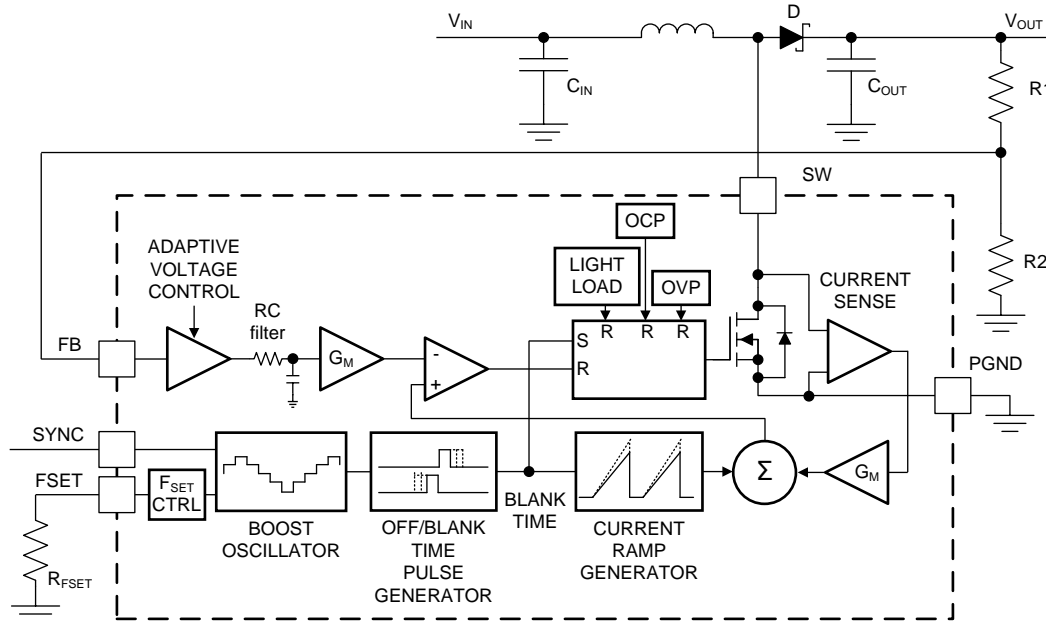 VIN
D
VOUT
CIN
COUT
R1
SW
R2
OCP
ADAPTIVE
VOLTAGE
CONTROL
LIGHT
LOAD
OVP
CURRENT
SENSE
RC
filter
R R R
FB
GM
-
+
S
R
PGND
SYNC
FSET
FSET
CTRL
Σ
GM
BLANK
TIME
BOOST
OSCILLATOR
OFF/BLANK
TIME
PULSE
GENERATOR
CURRENT
RAMP
GENERATOR
RFSET